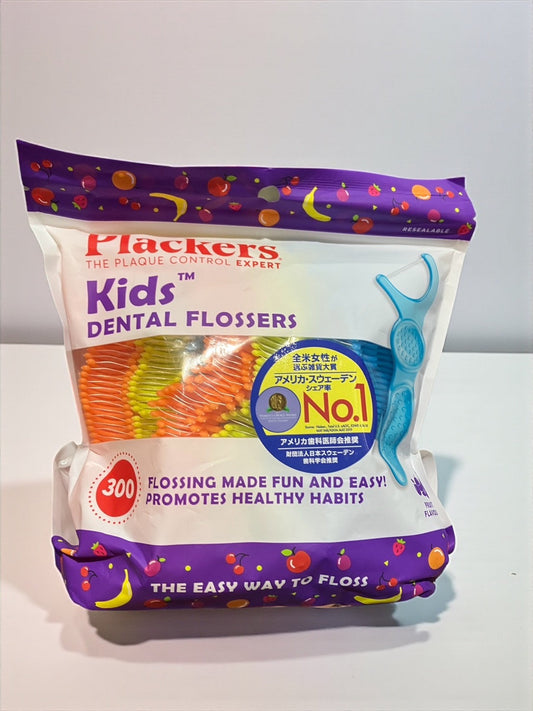 RESEALABLE
Plackers
THE PLAQUE CONTROL EXPERT
Kids™
DENTAL FLOSSERS
全米女性が
選ぶ雑貨大賞
アメリカ・スウェーデン
シェア率
No.1
アメリカ歯科医師会推奨
財団法人日本スウェーデン
歯科学会推奨
300
FLOSSING MADE FUN AND EASY!
PROMOTES HEALTHY HABITS
FRUIT
THE EASY WAY TO FLOSS